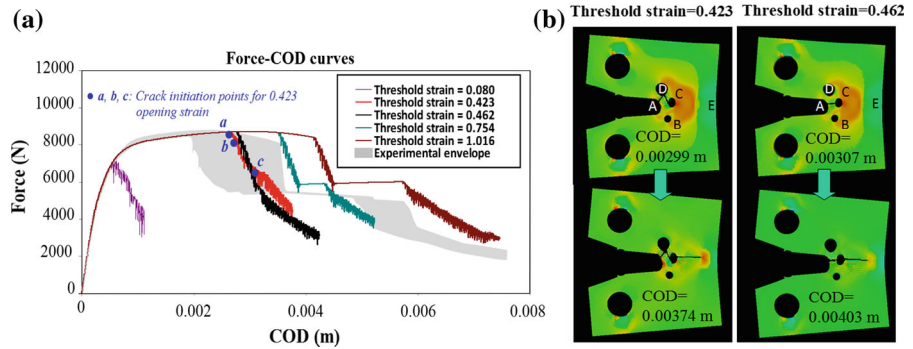 (a)
Force-COD curves
12000
10000
8000
6000
4000
2000
0
Force (N)
0
0.002
0.004
0.006
0.008
COD (m)
a, b, c: Crack initiation points for 0.423
opening strain
a
b
c
Threshold strain = 0.080
Threshold strain = 0.423
Threshold strain = 0.462
Threshold strain = 0.754
Threshold strain = 1.016
Experimental envelope
(b)
Threshold strain=0.423
Threshold strain=0.462
D
A
C
B
E
COD=
0.00299 m
D
A
C
B
E
COD=
0.00307 m
COD=
0.00374 m
COD=
0.00403 m